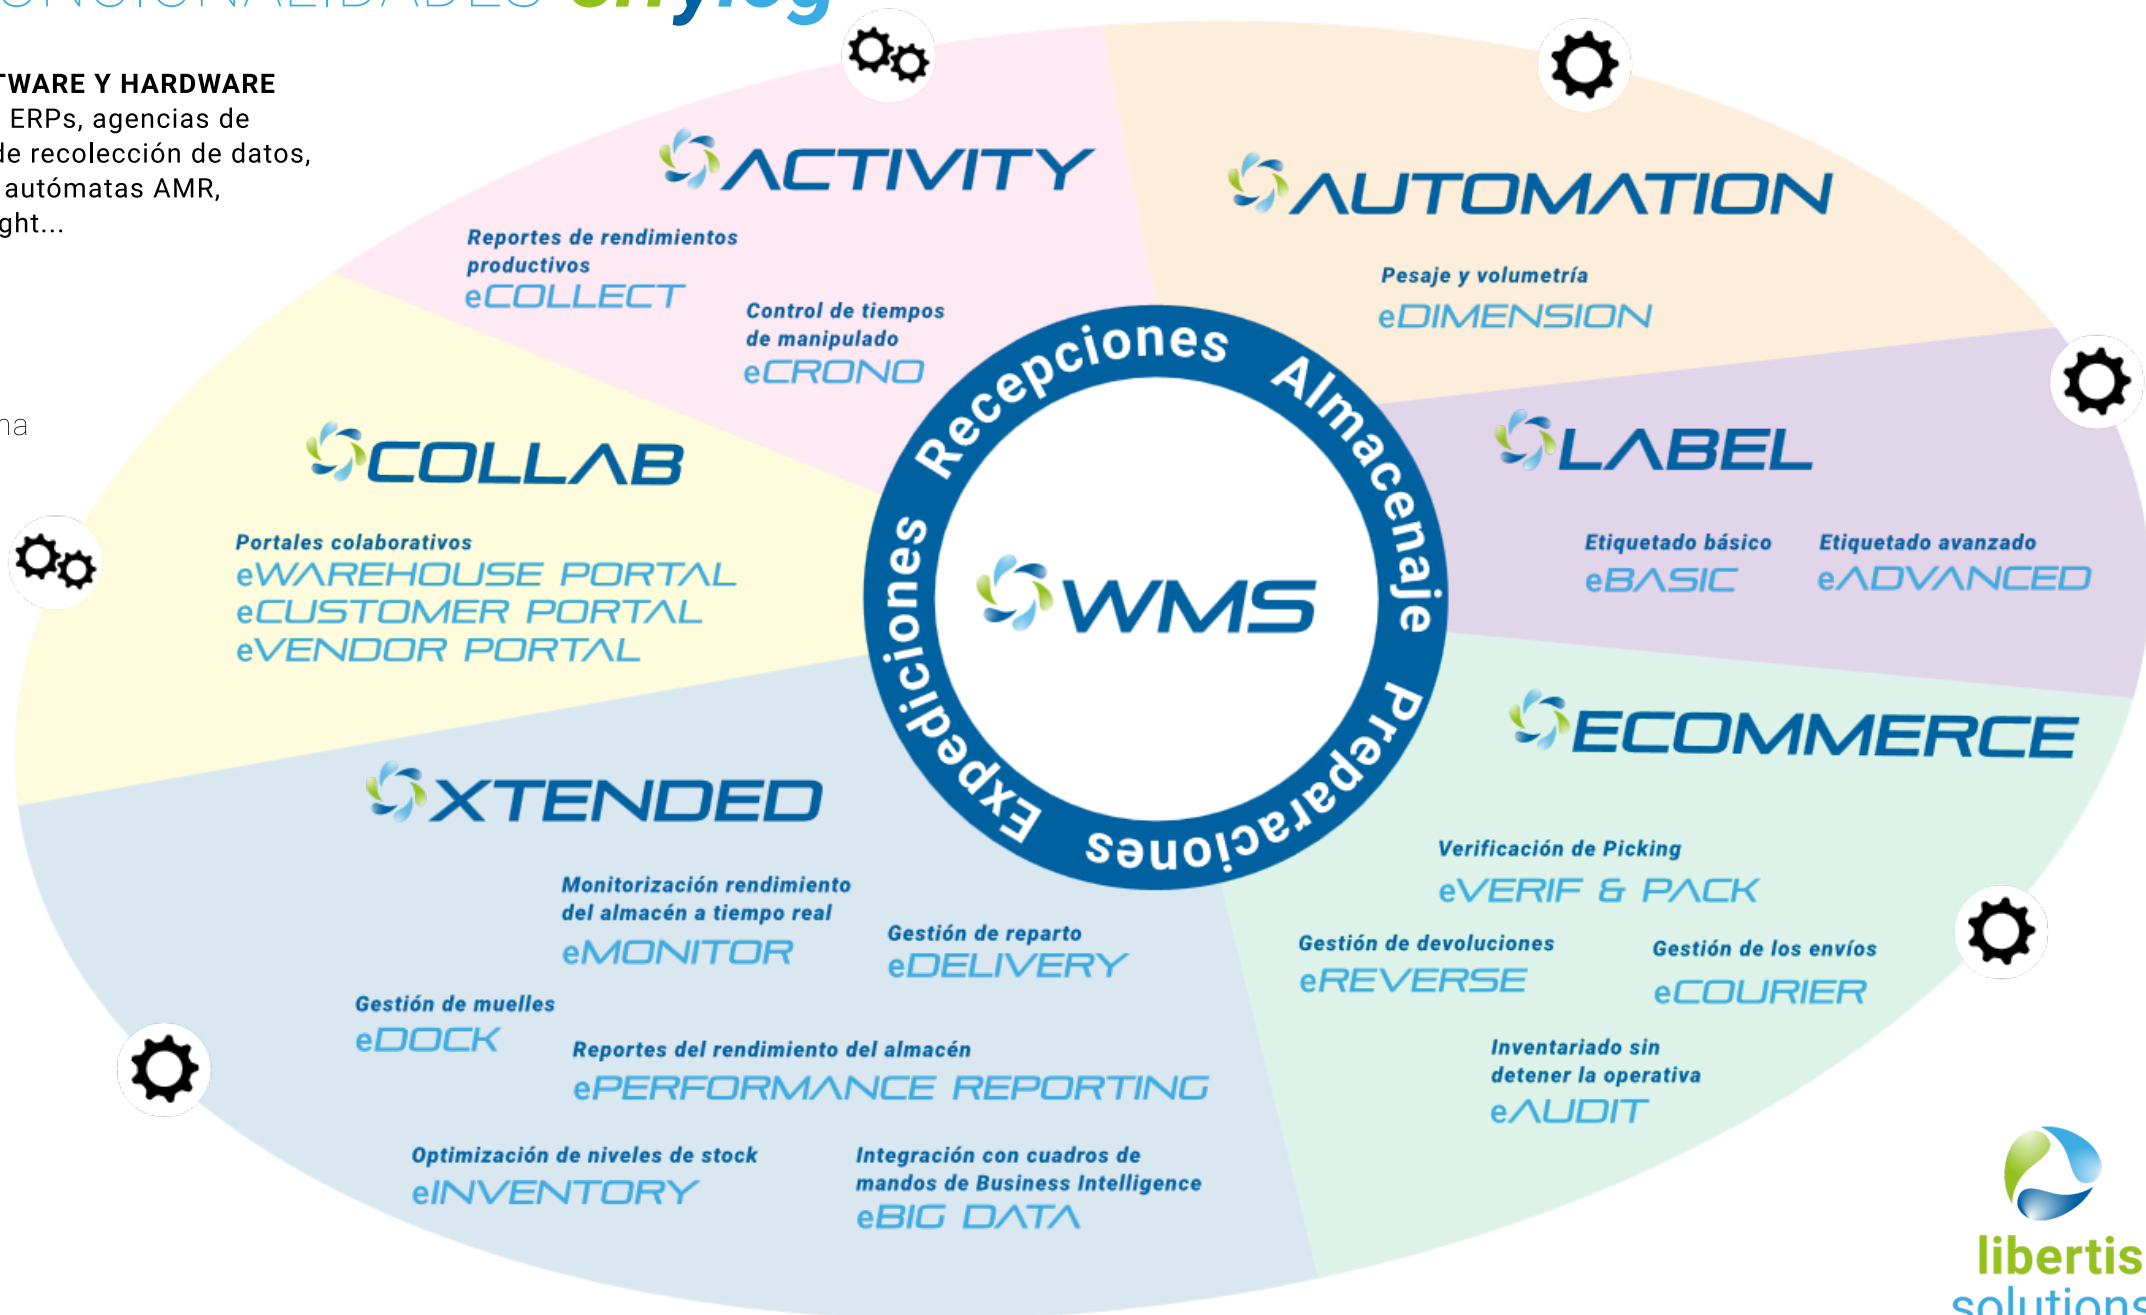 FUNCIONALIDADES enylog
TWARE Y HARDWARE
ERPs, agencias de
de recolección de datos,
autómatas AMR,
ght...
na
ACTIVITY
Reportes de rendimientos
productivos
eCOLLECT
Control de tiempos
de manipulado
eCRONO
AUTOMATION
Pesaje y volumetría
eDIMENSION
LABEL
Etiquetado básico
eBASIC
Etiquetado avanzado
eADVANCED
COLLAB
Portales colaborativos
eWAREHOUSE PORTAL
eCUSTOMER PORTAL
eVENDOR PORTAL
Recepciones Almacenaje Preparaciones Expediciones
WMS
ECOMMERCE
Verificación de Picking
eVERIF & PACK
Gestión de devoluciones
eREVERSE
Gestión de los envíos
eCOURIER
Inventariado sin
detener la operativa
eAUDIT
XTENDED
Monitorización rendimiento
del almacén a tiempo real
eMONITOR
Gestión de reparto
eDELIVERY
Gestión de muelles
eDOCK
Reportes del rendimiento del almacén
ePERFORMANCE REPORTING
Optimización de niveles de stock
eINVENTORY
Integración con cuadros de
mandos de Business Intelligence
eBIG DATA
libertis
solutions